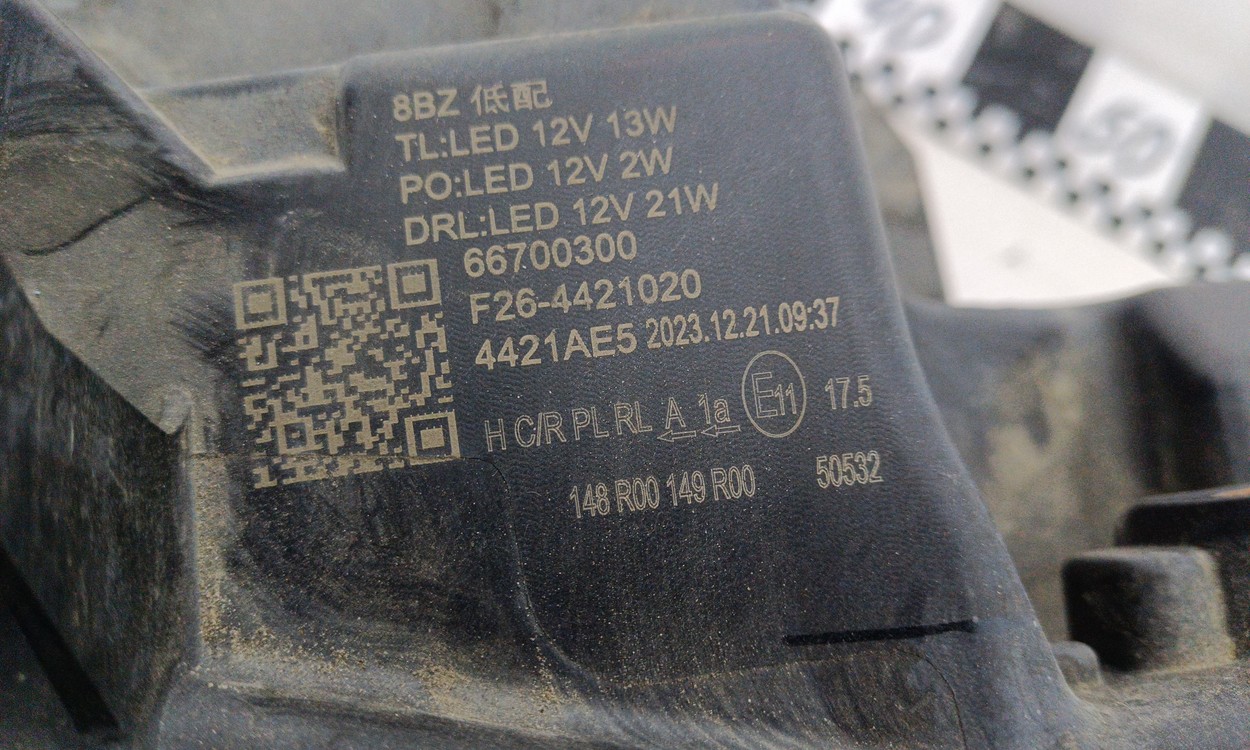 8BZ 低配
TL:LED 12V 13W
PO:LED 12V 2W
DRL:LED 12V 21W
66700300
F26-4421020
4421AE5 2023.12.21.09:37
H C/R PL RL A 1a E11 17.5
148 R00 149 R00 50532
50